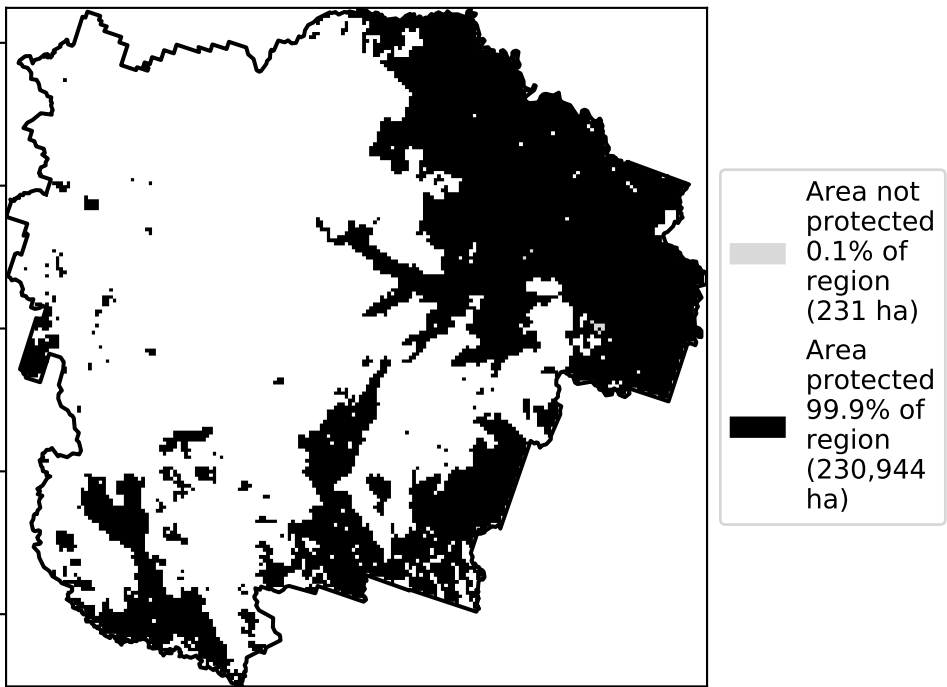 Area not
protected
0.1% of
region
(231 ha)
Area
protected
99.9% of
region
(230,944
ha)